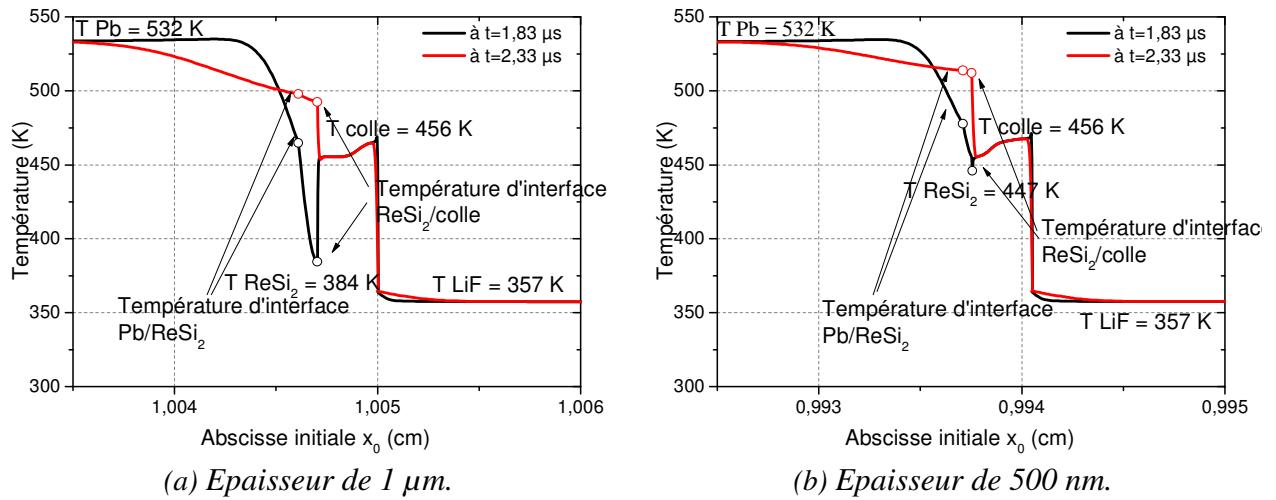 550
500
450
400
350
300
Température (K)
T Pb = 532 K
à t=1,83 µs
à t=2,33 µs
T colle = 456 K
Température d'interface
ReSi2/colle
T ReSi2 = 384 K
Température d'interface
Pb/ReSi2
T LiF = 357 K
1,004
1,005
1,006
Abscisse initiale x0 (cm)
(a) Epaisseur de 1 µm.
550
500
450
400
350
300
Température (K)
T Pb = 532 K
à t=1,83 µs
à t=2,33 µs
T colle = 456 K
T ReSi2 = 447 K
Température d'interface
ReSi2/colle
Température d'interface
Pb/ReSi2
T LiF = 357 K
0,993
0,994
0,995
Abscisse initiale x0 (cm)
(b) Epaisseur de 500 nm.